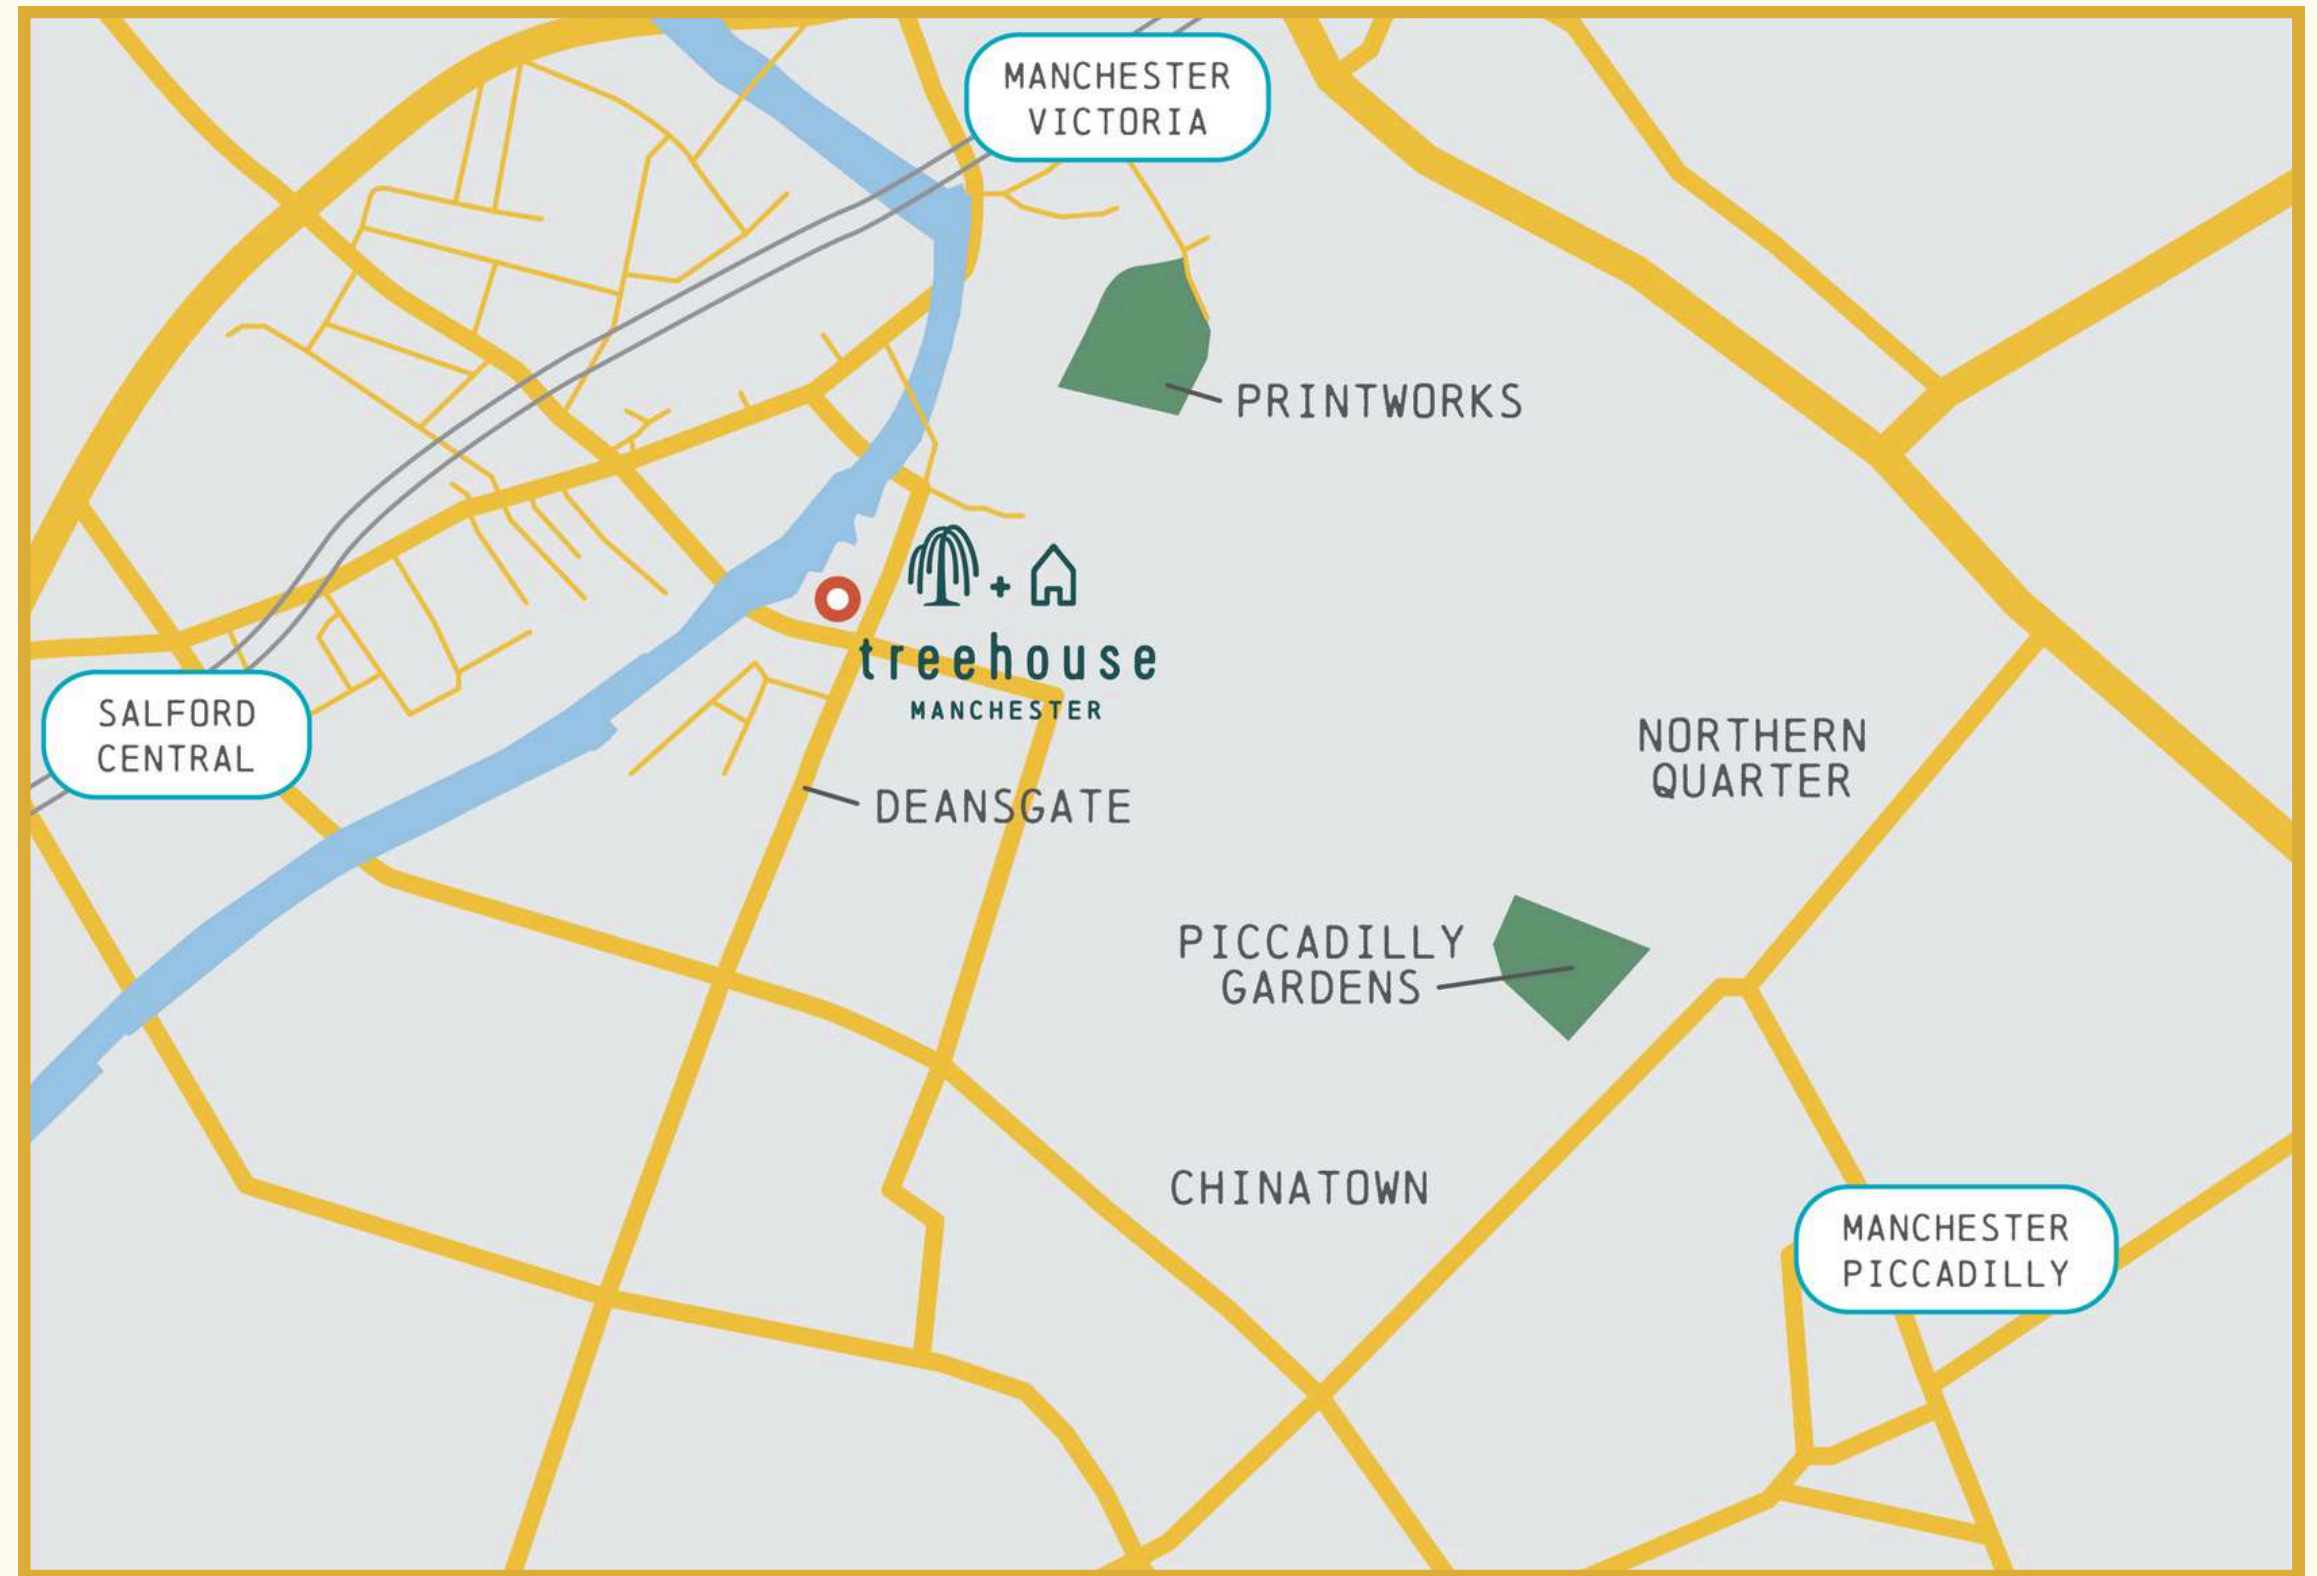 MANCHESTER
VICTORIA
PRINTWORKS
+
treehouse
MANCHESTER
SALFORD
CENTRAL
DEANSGATE
NORTHERN
QUARTER
PICCADILLY
GARDENS
CHINATOWN
MANCHESTER
PICCADILLY